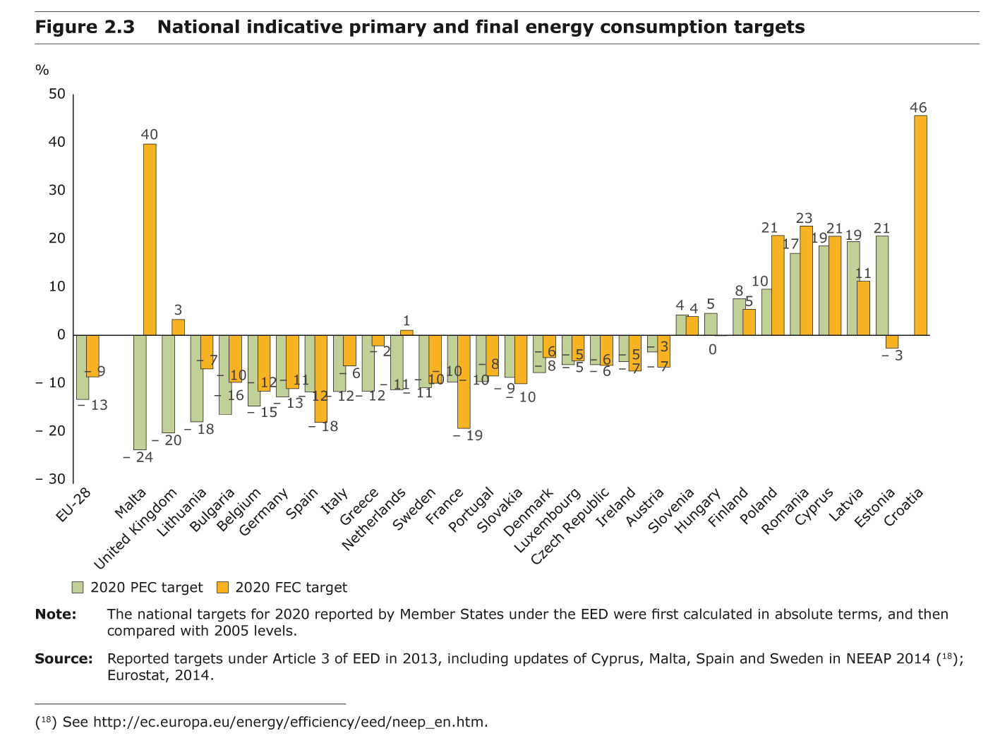 Figure 2.3 National indicative primary and final energy consumption targets
%
50
40
30
20
10
0
– 10
– 20
– 30
– 13
– 9
– 24
40
– 20
3
– 18
– 7
– 16
– 10
– 15
– 12
– 13
– 11
– 12
– 18
– 12
– 6
– 12
– 2
– 11
1
– 11
– 10
– 10
– 19
– 10
– 8
– 9
– 10
– 8
– 6
– 5
– 5
– 6
– 6
– 5
– 7
– 3
– 7
4
4
5
0
8
5
10
21
17
23
19
21
19
11
21
– 3
46
EU-28
Malta
United Kingdom
Lithuania
Bulgaria
Belgium
Germany
Spain
Italy
Greece
Netherlands
Sweden
France
Portugal
Slovakia
Denmark
Luxembourg
Czech Republic
Ireland
Austria
Slovenia
Hungary
Finland
Poland
Romania
Cyprus
Latvia
Estonia
Croatia
2020 PEC target 2020 FEC target
Note: The national targets for 2020 reported by Member States under the EED were first calculated in absolute terms, and then
compared with 2005 levels.
Source: Reported targets under Article 3 of EED in 2013, including updates of Cyprus, Malta, Spain and Sweden in NEEAP 2014 (18);
Eurostat, 2014.
(18) See http://ec.europa.eu/energy/efficiency/eed/neep_en.htm.